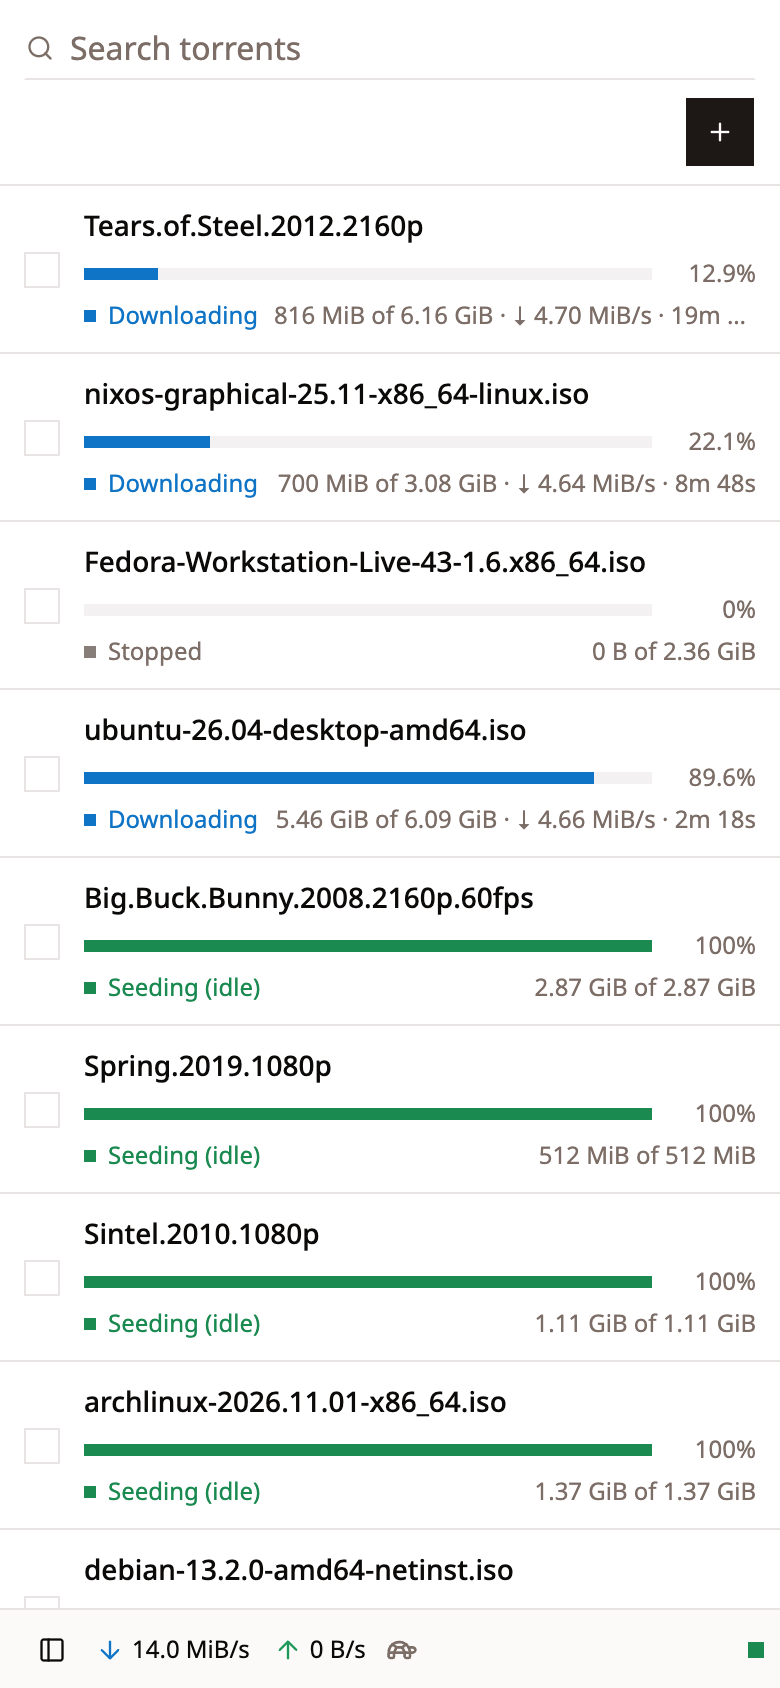 Search torrents
+
Tears.of.Steel.2012.2160p
12.9%
Downloading 816 MiB of 6.16 GiB · ↓ 4.70 MiB/s · 19m ...
nixos-graphical-25.11-x86_64-linux.iso
22.1%
Downloading 700 MiB of 3.08 GiB · ↓ 4.64 MiB/s · 8m 48s
Fedora-Workstation-Live-43-1.6.x86_64.iso
0%
Stopped 0 B of 2.36 GiB
ubuntu-26.04-desktop-amd64.iso
89.6%
Downloading 5.46 GiB of 6.09 GiB · ↓ 4.66 MiB/s · 2m 18s
Big.Buck.Bunny.2008.2160p.60fps
100%
Seeding (idle) 2.87 GiB of 2.87 GiB
Spring.2019.1080p
100%
Seeding (idle) 512 MiB of 512 MiB
Sintel.2010.1080p
100%
Seeding (idle) 1.11 GiB of 1.11 GiB
archlinux-2026.11.01-x86_64.iso
100%
Seeding (idle) 1.37 GiB of 1.37 GiB
debian-13.2.0-amd64-netinst.iso
↓ 14.0 MiB/s ↑ 0 B/s